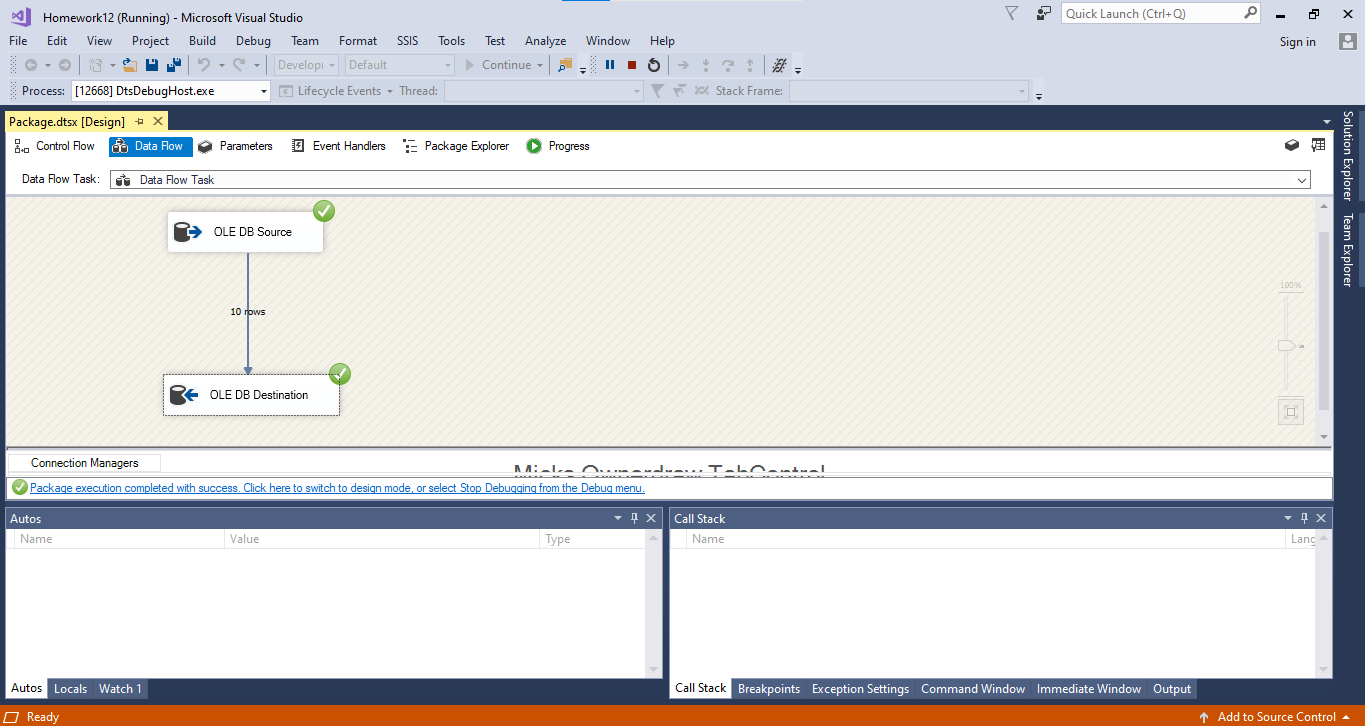 Homework12 (Running) - Microsoft Visual Studio
Quick Launch (Ctrl+Q)
File Edit View Project Build Debug Team Format SSIS Tools Test Analyze Window Help
Sign in
Develop Default Continue
Process: [12668] DtsDebugHost.exe Lifecycle Events Thread: Stack Frame:
Package.dtsx [Design]
Control Flow Data Flow Parameters Event Handlers Package Explorer Progress
Data Flow Task: Data Flow Task
Solution Explorer
Team Explorer
OLE DB Source
100%
10 rows
OLE DB Destination
Connection Managers
Micks Ownerdraw TabControl
Package execution completed with success. Click here to switch to design mode, or select Stop Debugging from the Debug menu.
Autos
Name Value Type
Call Stack
Name Lang
Autos Locals Watch 1
Call Stack Breakpoints Exception Settings Command Window Immediate Window Output
Ready
Add to Source Control